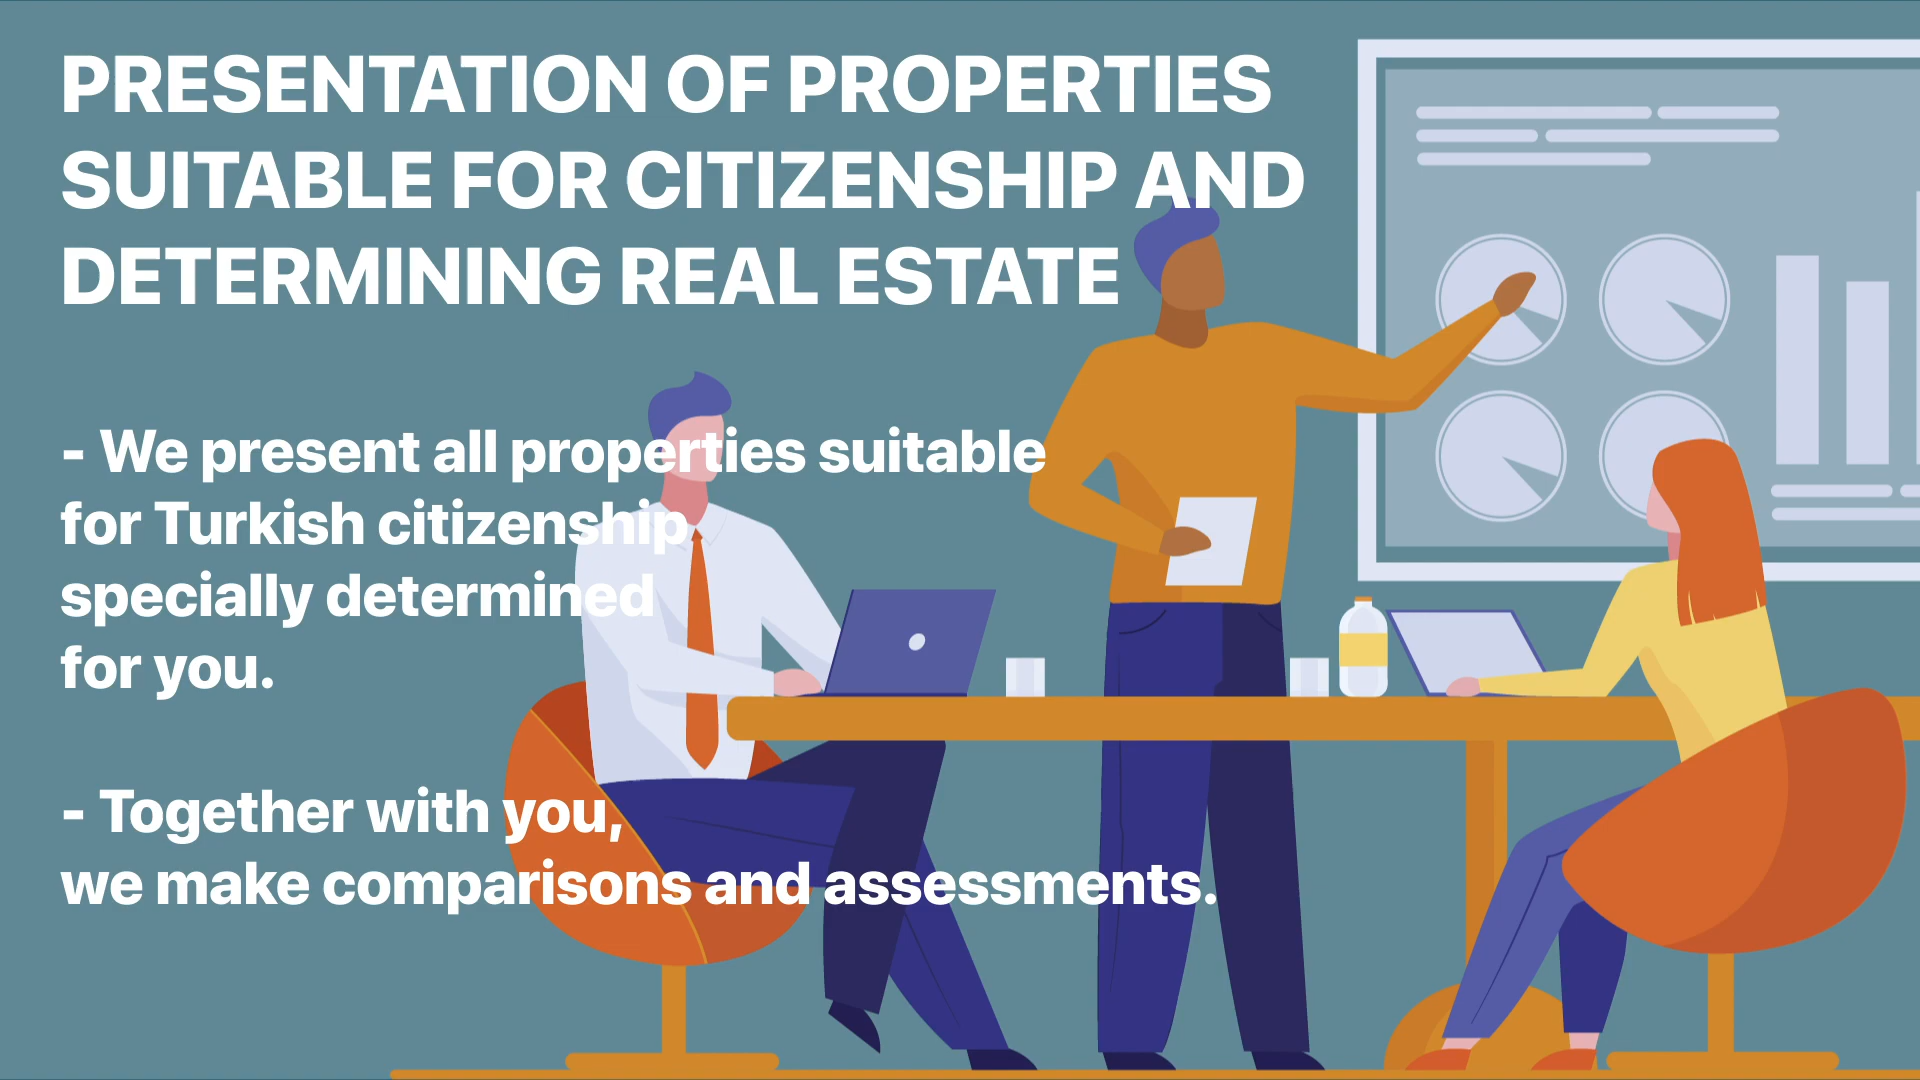 PRESENTATION OF PROPERTIES
SUITABLE FOR CITIZENSHIP AND
DETERMINING REAL ESTATE
- We present all properties suitable
for Turkish citizenship
specially determined
for you.
- Together with you,
we make comparisons and assessments.